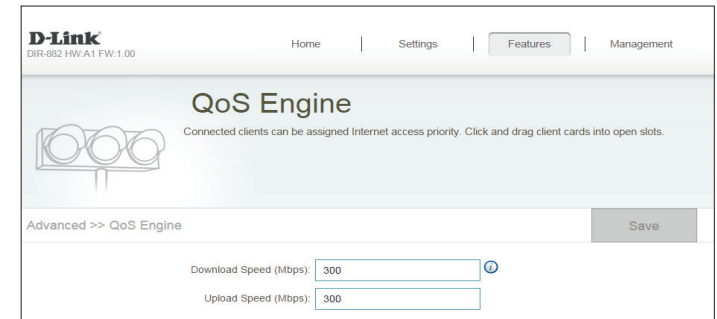 D-Link
DIR-882 HW:A1 FW:1.00
Home | Settings | Features | Management
QoS Engine
Connected clients can be assigned Internet access priority. Click and drag client cards into open slots.
Advanced >> QoS Engine
Save
Download Speed (Mbps): 300
Upload Speed (Mbps): 300